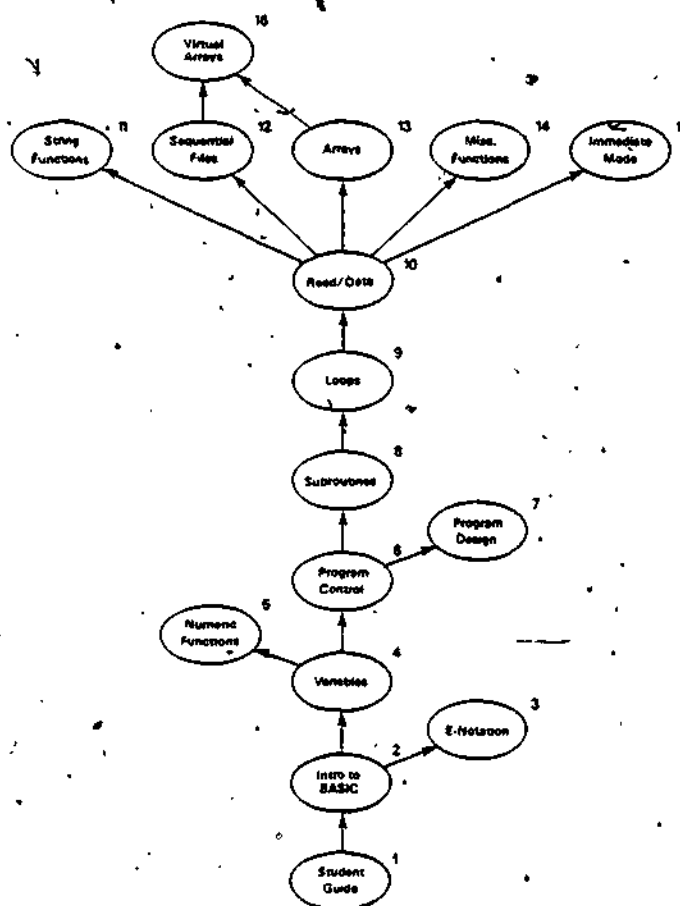 16
Virtual
Arrays
11
String
Functions
12
Sequential
Files
13
Arrays
14
Misc.
Functions
1
Immediate
Mode
10
Read/Data
9
Loops
8
Subroutines
7
Program
Design
6
Program
Control
5
Numeric
Functions
4
Variables
3
E-Notation
2
Intro to
BASIC
1
Student
Guide